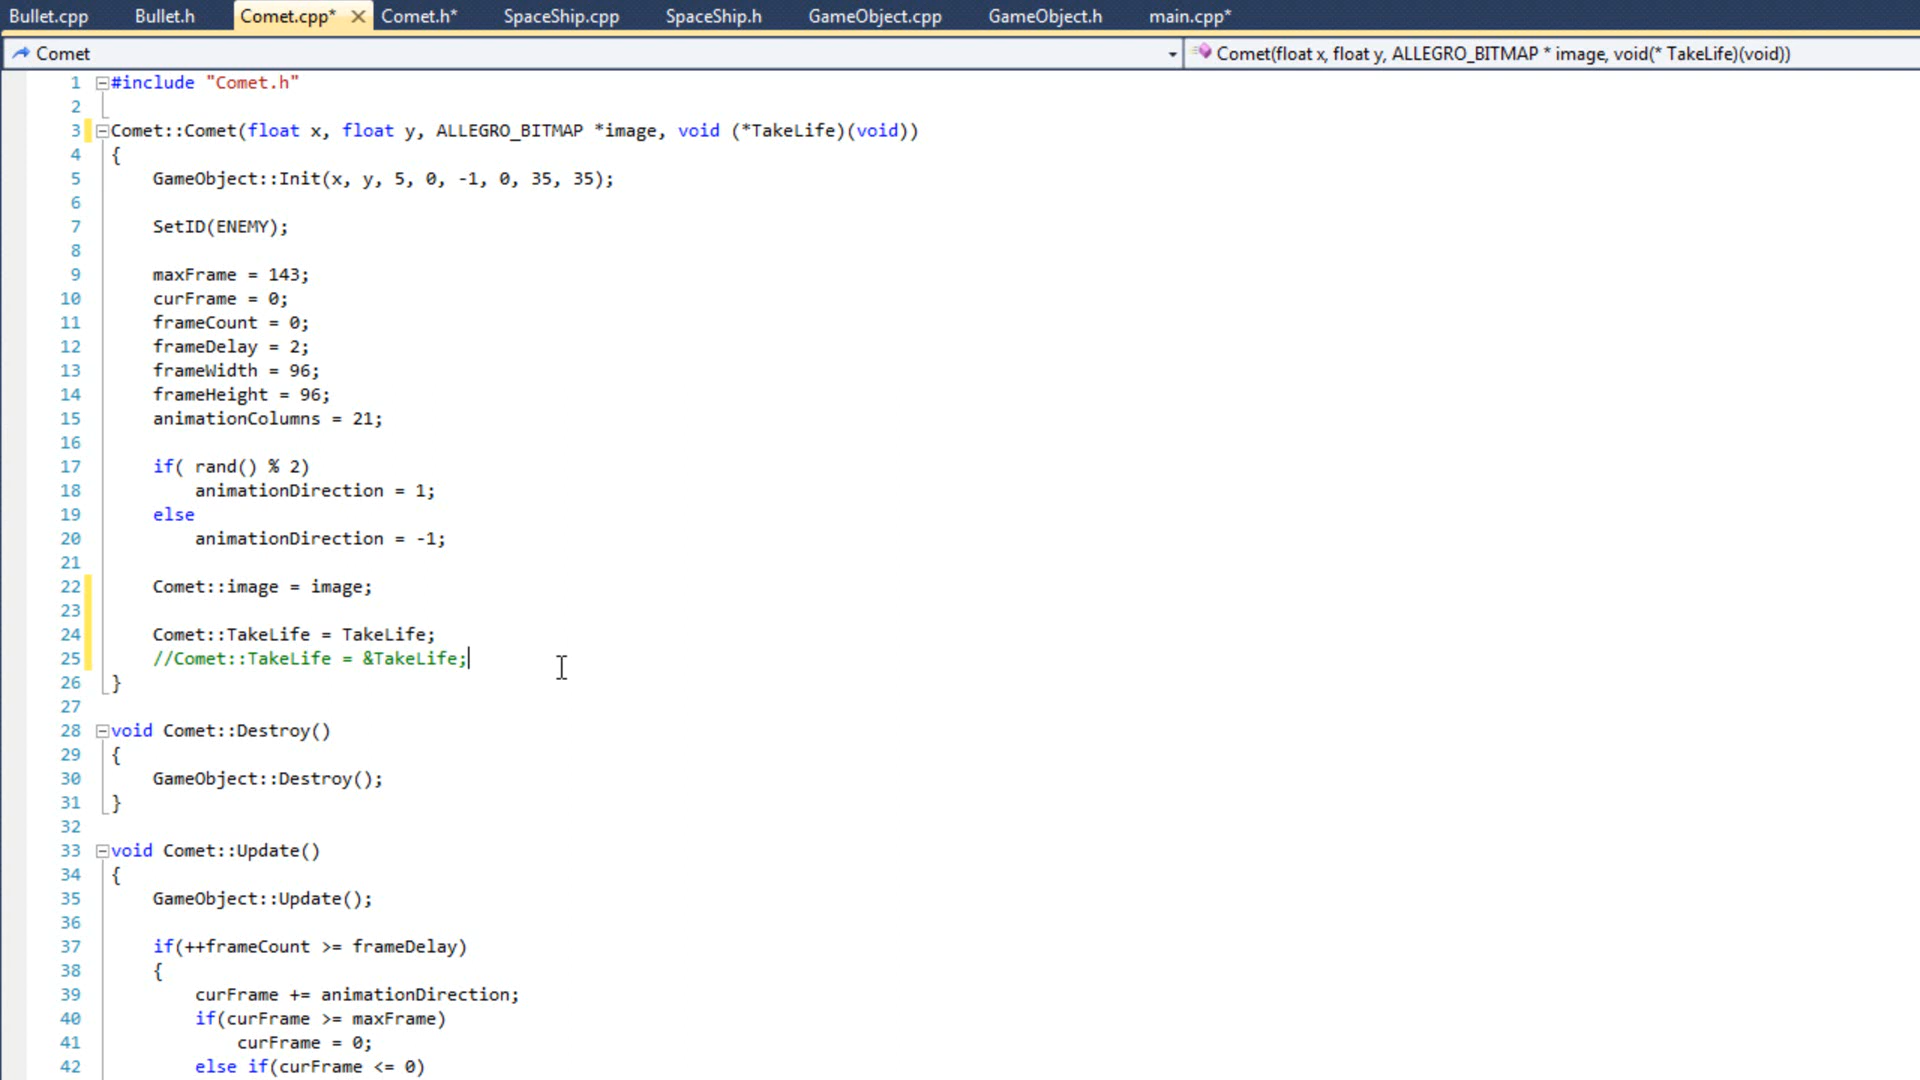 Bullet.cpp Bullet.h Comet.cpp* Comet.h* SpaceShip.cpp SpaceShip.h GameObject.cpp GameObject.h main.cpp*
Comet Comet(float x, float y, ALLEGRO_BITMAP * image, void(* TakeLife)(void))
1 #include "Comet.h"
2
3 Comet::Comet(float x, float y, ALLEGRO_BITMAP *image, void (*TakeLife)(void))
4 {
5 GameObject::Init(x, y, 5, 0, -1, 0, 35, 35);
6
7 SetID(ENEMY);
8
9 maxFrame = 143;
10 curFrame = 0;
11 frameCount = 0;
12 frameDelay = 2;
13 frameWidth = 96;
14 frameHeight = 96;
15 animationColumns = 21;
16
17 if( rand() % 2)
18 animationDirection = 1;
19 else
20 animationDirection = -1;
21
22 Comet::image = image;
23
24 Comet::TakeLife = TakeLife;
25 //Comet::TakeLife = &TakeLife;
26 }
27
28 void Comet::Destroy()
29 {
30 GameObject::Destroy();
31 }
32
33 void Comet::Update()
34 {
35 GameObject::Update();
36
37 if(++frameCount >= frameDelay)
38 {
39 curFrame += animationDirection;
40 if(curFrame >= maxFrame)
41 curFrame = 0;
42 else if(curFrame <= 0)